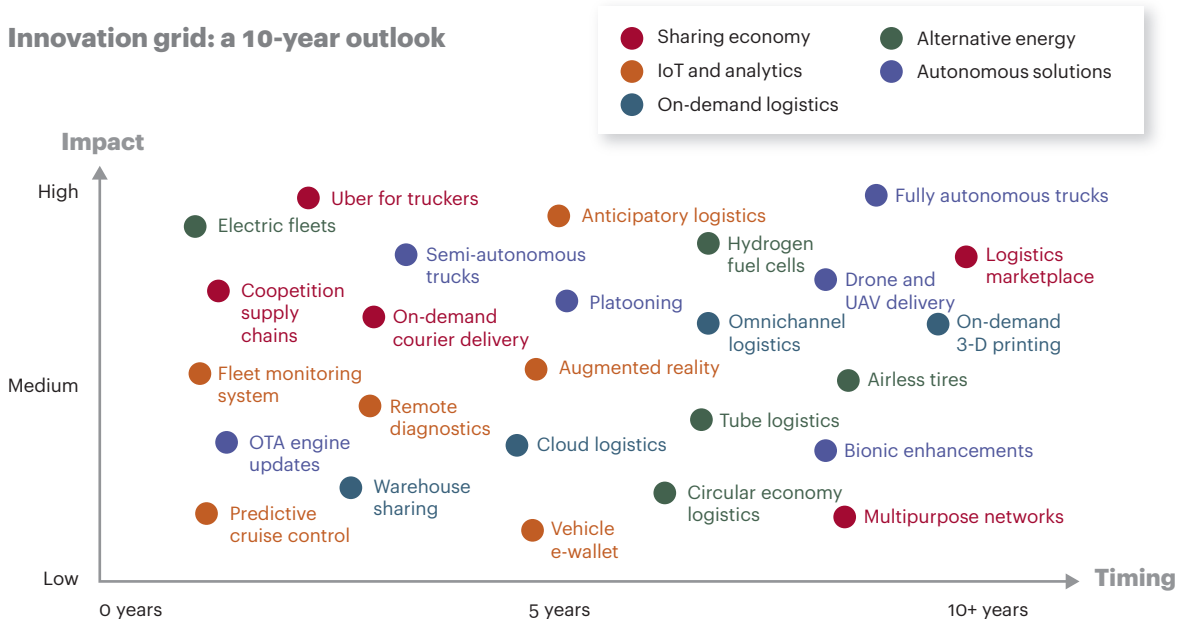 Innovation grid: a 10-year outlook
Sharing economy
IoT and analytics
On-demand logistics
Alternative energy
Autonomous solutions
Impact
High
Medium
Low
Uber for truckers
Electric fleets
Semi-autonomous
trucks
Coopetition
supply
chains
On-demand
courier delivery
Fleet monitoring
system
Remote
diagnostics
OTA engine
updates
Warehouse
sharing
Predictive
cruise control
Anticipatory logistics
Platooning
Augmented reality
Cloud logistics
Vehicle
e-wallet
Hydrogen
fuel cells
Omnichannel
logistics
Tube logistics
Circular economy
logistics
Fully autonomous trucks
Drone and
UAV delivery
Logistics
marketplace
On-demand
3-D printing
Airless tires
Bionic enhancements
Multipurpose networks
Timing
0 years
5 years
10+ years